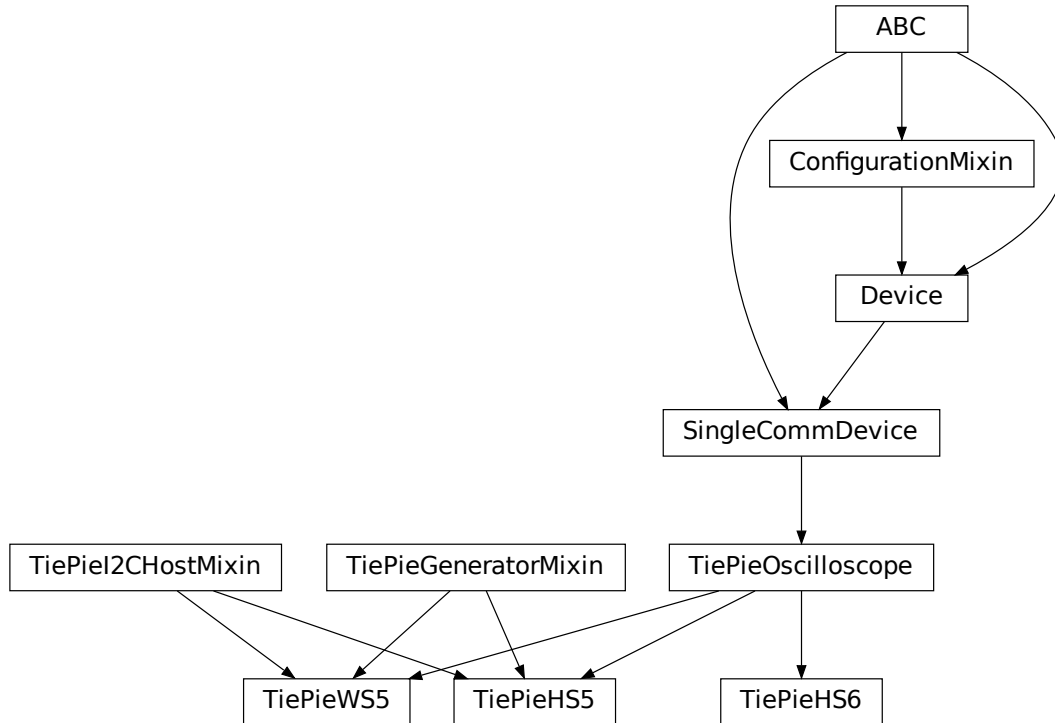 ABC
ConfigurationMixin
Device
SingleCommDevice
TiePieI2CHostMixin
TiePieGeneratorMixin
TiePieOscilloscope
TiePieWS5
TiePieHS5
TiePieHS6